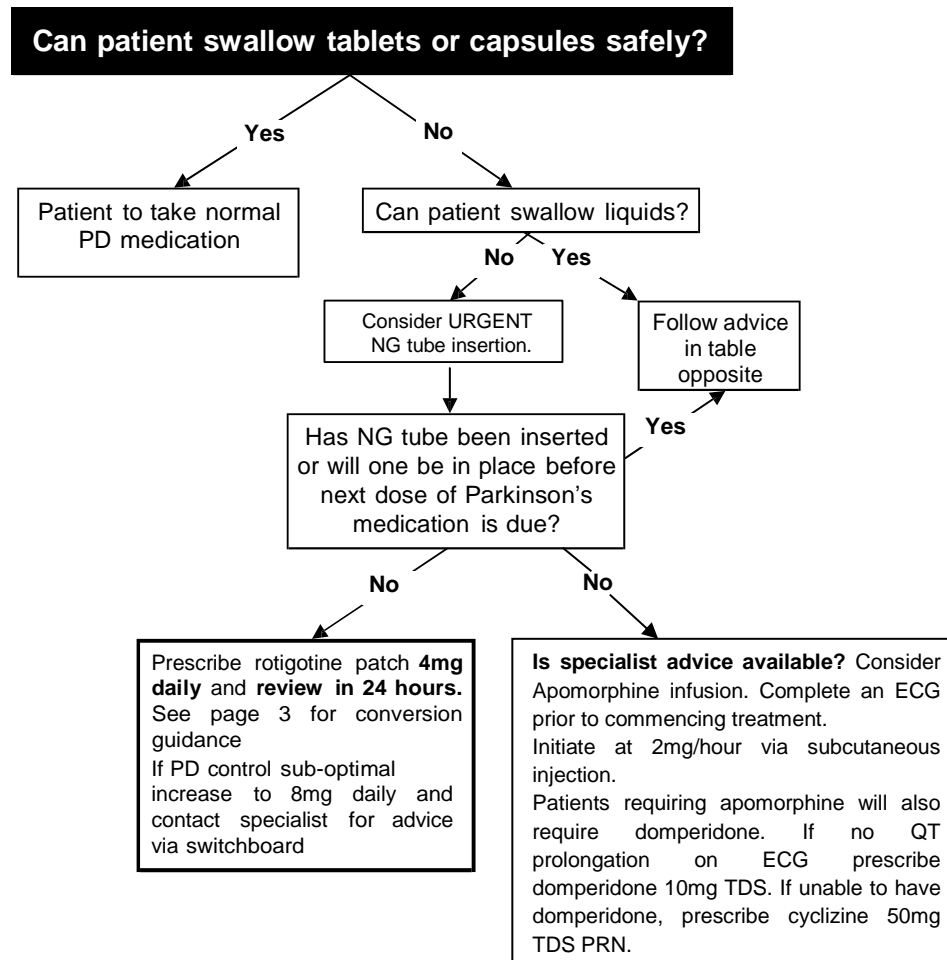 Can patient swallow tablets or capsules safely?
Yes
No
Patient to take normal
PD medication
Can patient swallow liquids?
No
Yes
Consider URGENT
NG tube insertion.
Follow advice
in table
opposite
Has NG tube been inserted
or will one be in place before
next dose of Parkinson’s
medication is due?
Yes
No
No
Prescribe rotigotine patch 4mg
daily and review in 24 hours.
See page 3 for conversion
guidance
If PD control sub-optimal
increase to 8mg daily and
contact specialist for advice
via switchboard
Is specialist advice available? Consider
Apomorphine infusion. Complete an ECG
prior to commencing treatment.
Initiate at 2mg/hour via subcutaneous
injection.
Patients requiring apomorphine will also
require domperidone. If no QT
prolongation on ECG prescribe
domperidone 10mg TDS. If unable to have
domperidone, prescribe cyclizine 50mg
TDS PRN.